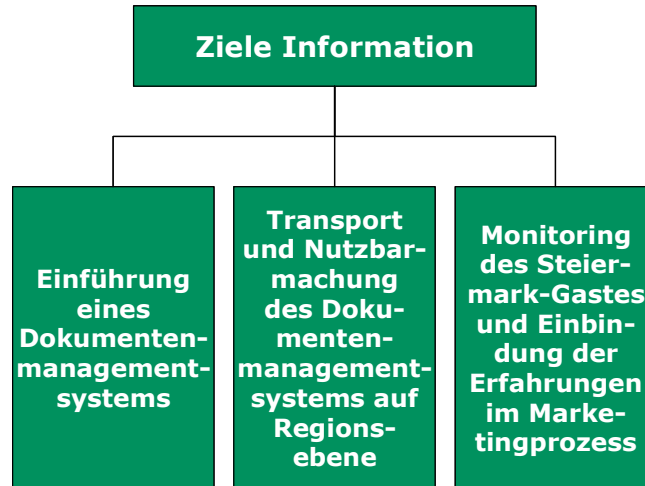 Ziele Information
Einführung
eines
Dokumenten-
management-
systems
Transport
und Nutzbar-
machung
des Doku-
menten-
management-
systems auf
Regions-
ebene
Monitoring
des Steier-
mark-Gastes
und Einbin-
dung der
Erfahrungen
im Marke-
tingprozess